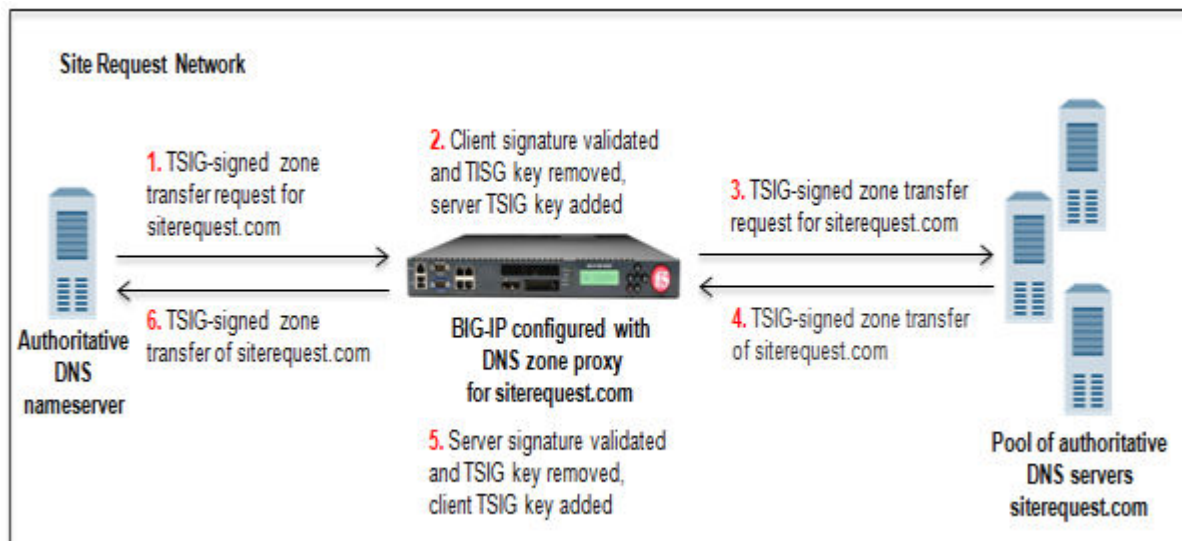 Site Request Network
1. TSIG-signed zone
transfer request for
siterequest.com
2. Client signature validated
and TISG key removed,
server TSIG key added
3. TSIG-signed zone transfer
request for siterequest.com
f5
6. TSIG-signed zone
transfer of siterequest.com
4. TSIG-signed zone transfer
of siterequest.com
Authoritative
DNS
nameserver
BIG-IP configured with
DNS zone proxy
for siterequest.com
5. Server signature validated
and TSIG key removed,
client TSIG key added
Pool of authoritative
DNS servers
siterequest.com